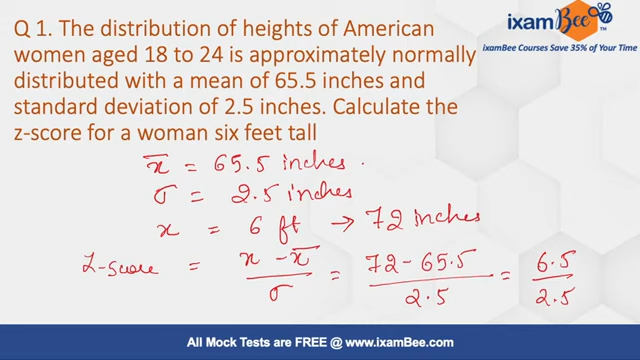 ixamBee
TM
ixamBee Courses Save 35% of Your Time
Q 1. The distribution of heights of American
women aged 18 to 24 is approximately normally
distributed with a mean of 65.5 inches and
standard deviation of 2.5 inches. Calculate the
z-score for a woman six feet tall
x̅ = 65.5 inches
σ = 2.5 inches
x = 6 ft → 72 inches
Z-score = (x - x̅)/σ = (72 - 65.5)/2.5 = 6.5/2.5
All Mock Tests are FREE @ www.ixamBee.com